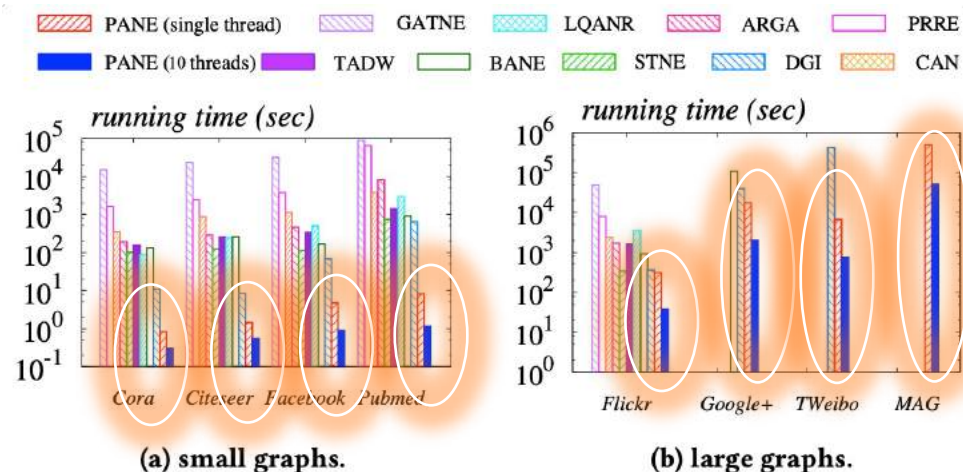 PANE (single thread) GATNE LQANR ARGA PRRE
PANE (10 threads) TADW BANE STNE DGI CAN
running time (sec)
10^5
10^4
10^3
10^2
10^1
10^0
10^-1
Cora Citeseer Facebook Pubmed
(a) small graphs.
running time (sec)
10^6
10^5
10^4
10^3
10^2
10^1
10^0
Flickr Google+ TWeibo MAG
(b) large graphs.